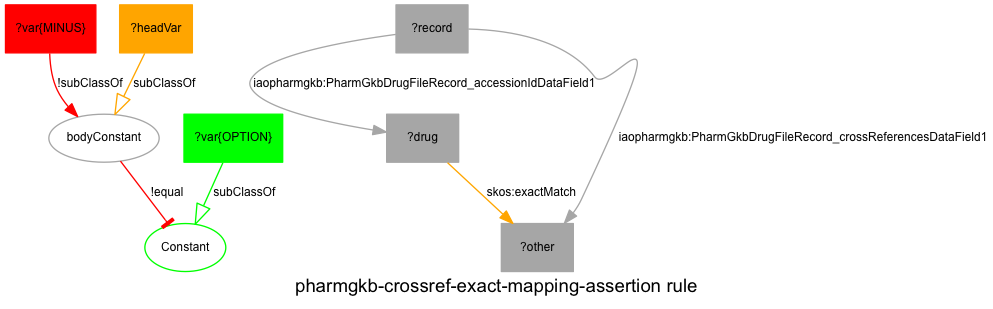 ?var{MINUS}
?headVar
?record
!subClassOf
subClassOf
iaopharmgkb:PharmGkbDrugFileRecord_accessionIdDataField1
bodyConstant
?var{OPTION}
?drug
iaopharmgkb:PharmGkbDrugFileRecord_crossReferencesDataField1
!equal
subClassOf
skos:exactMatch
Constant
?other
pharmgkb-crossref-exact-mapping-assertion rule